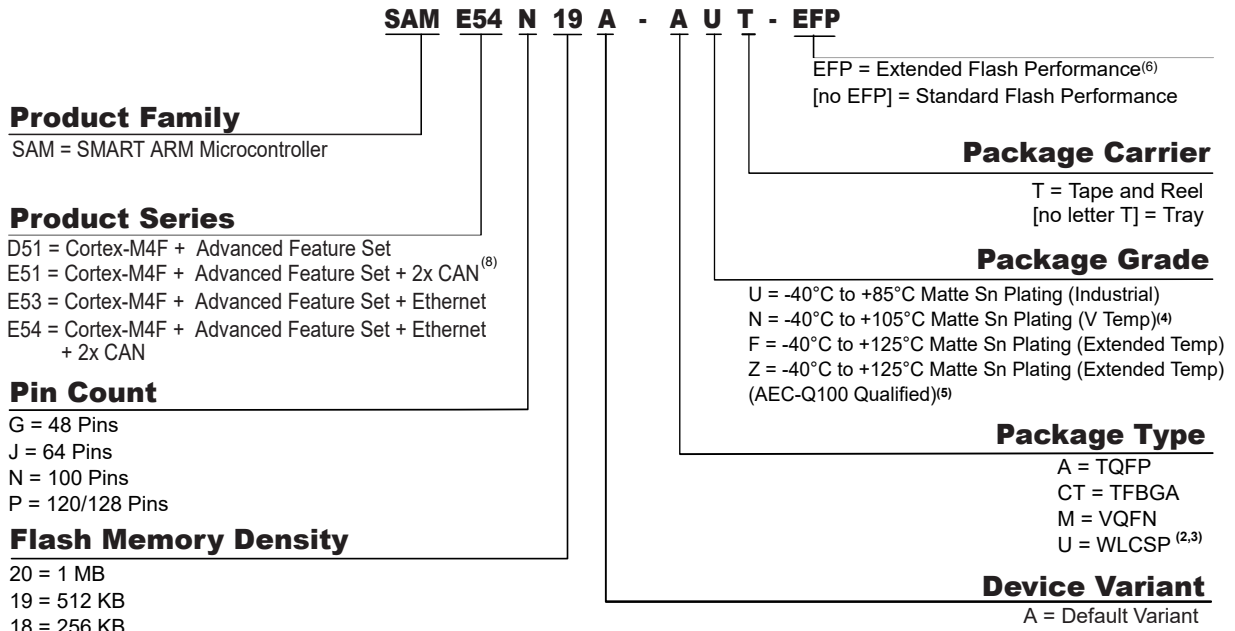 SAM E54 N 19 A - A U T - EFP
EFP = Extended Flash Performance(6)
[no EFP] = Standard Flash Performance
Product Family
SAM = SMART ARM Microcontroller
Package Carrier
T = Tape and Reel
[no letter T] = Tray
Product Series
D51 = Cortex-M4F + Advanced Feature Set
E51 = Cortex-M4F + Advanced Feature Set + 2x CAN(8)
E53 = Cortex-M4F + Advanced Feature Set + Ethernet
E54 = Cortex-M4F + Advanced Feature Set + Ethernet
+ 2x CAN
Package Grade
U = -40°C to +85°C Matte Sn Plating (Industrial)
N = -40°C to +105°C Matte Sn Plating (V Temp)(4)
F = -40°C to +125°C Matte Sn Plating (Extended Temp)
Z = -40°C to +125°C Matte Sn Plating (Extended Temp)
(AEC-Q100 Qualified)(5)
Pin Count
G = 48 Pins
J = 64 Pins
N = 100 Pins
P = 120/128 Pins
Package Type
A = TQFP
CT = TFBGA
M = VQFN
U = WLCSP (2,3)
Flash Memory Density
20 = 1 MB
19 = 512 KB
18 = 256 KB
Device Variant
A = Default Variant